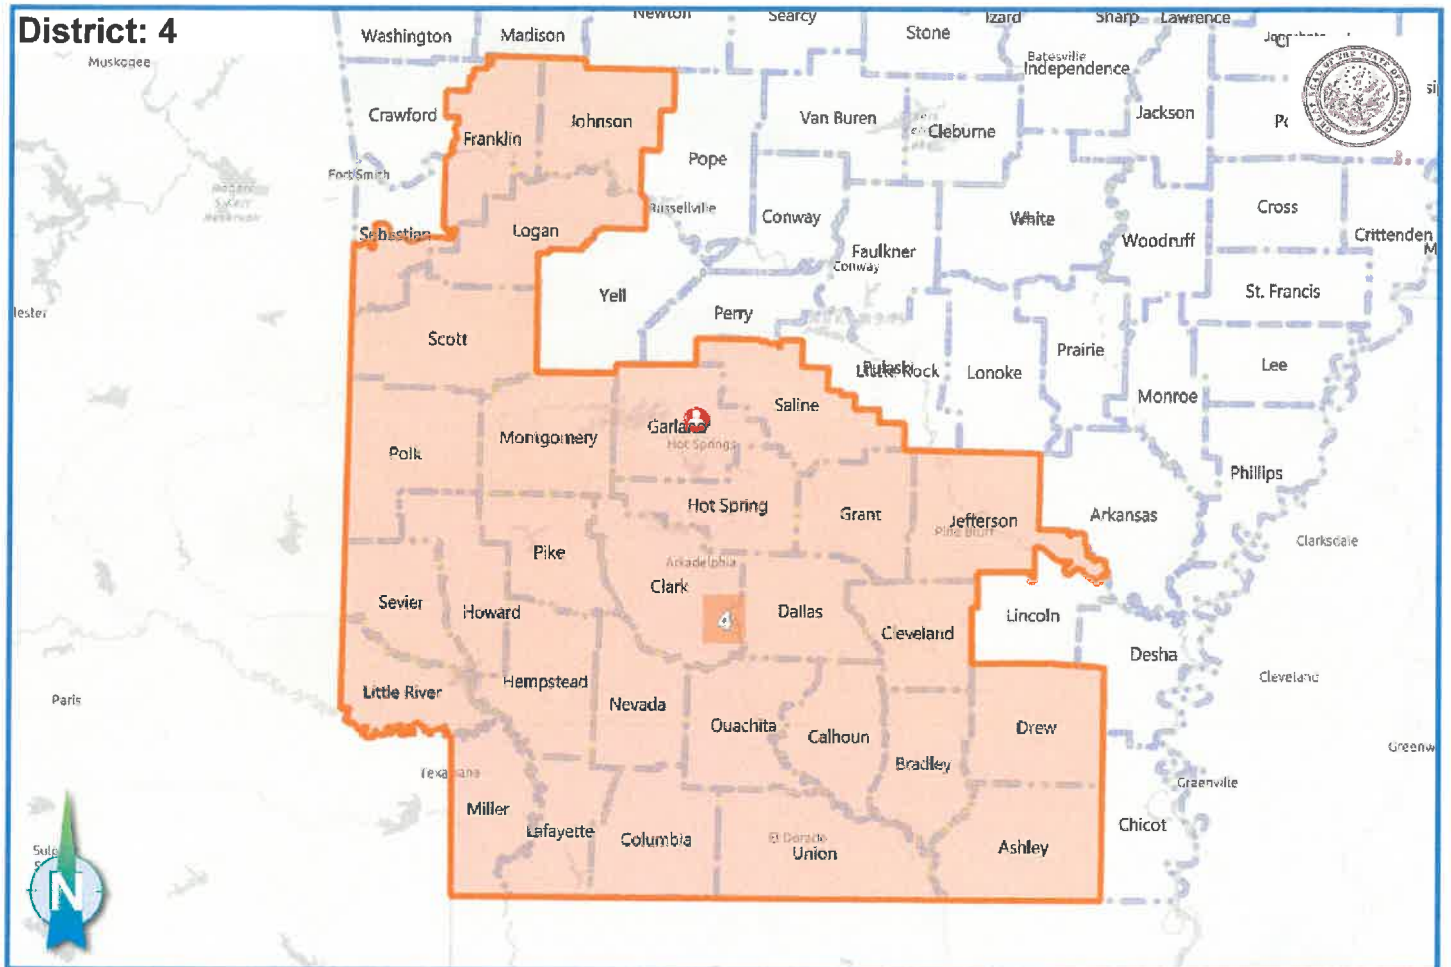 District: 4
Newton
Searcy
Izard
Sharp
Lawrence
Washington
Madison
Stone
Muskogee
Batesville
Independence
Crawford
Franklin
Johnson
Van Buren
Cleburne
Jackson
Pope
Fort Smith
Russellville
Conway
White
Cross
Sebastian
Logan
Faulkner
Conway
Woodruff
Crittenden
Yell
Perry
St. Francis
Scott
Little Rock
Pulaski
Lonoke
Prairie
Lee
Monroe
Garland
Saline
Hot Springs
Polk
Montgomery
Phillips
Hot Spring
Grant
Jefferson
Pine Bluff
Arkansas
Clarksdale
Pike
Arkadelphia
Clark
Sevier
Howard
4
Dallas
Cleveland
Lincoln
Desha
Cleveland
Paris
Little River
Hempstead
Nevada
Ouachita
Calhoun
Drew
Bradley
Greenw
Texarkana
Greenville
Miller
Lafayette
Columbia
El Dorado
Union
Ashley
Chicot
N